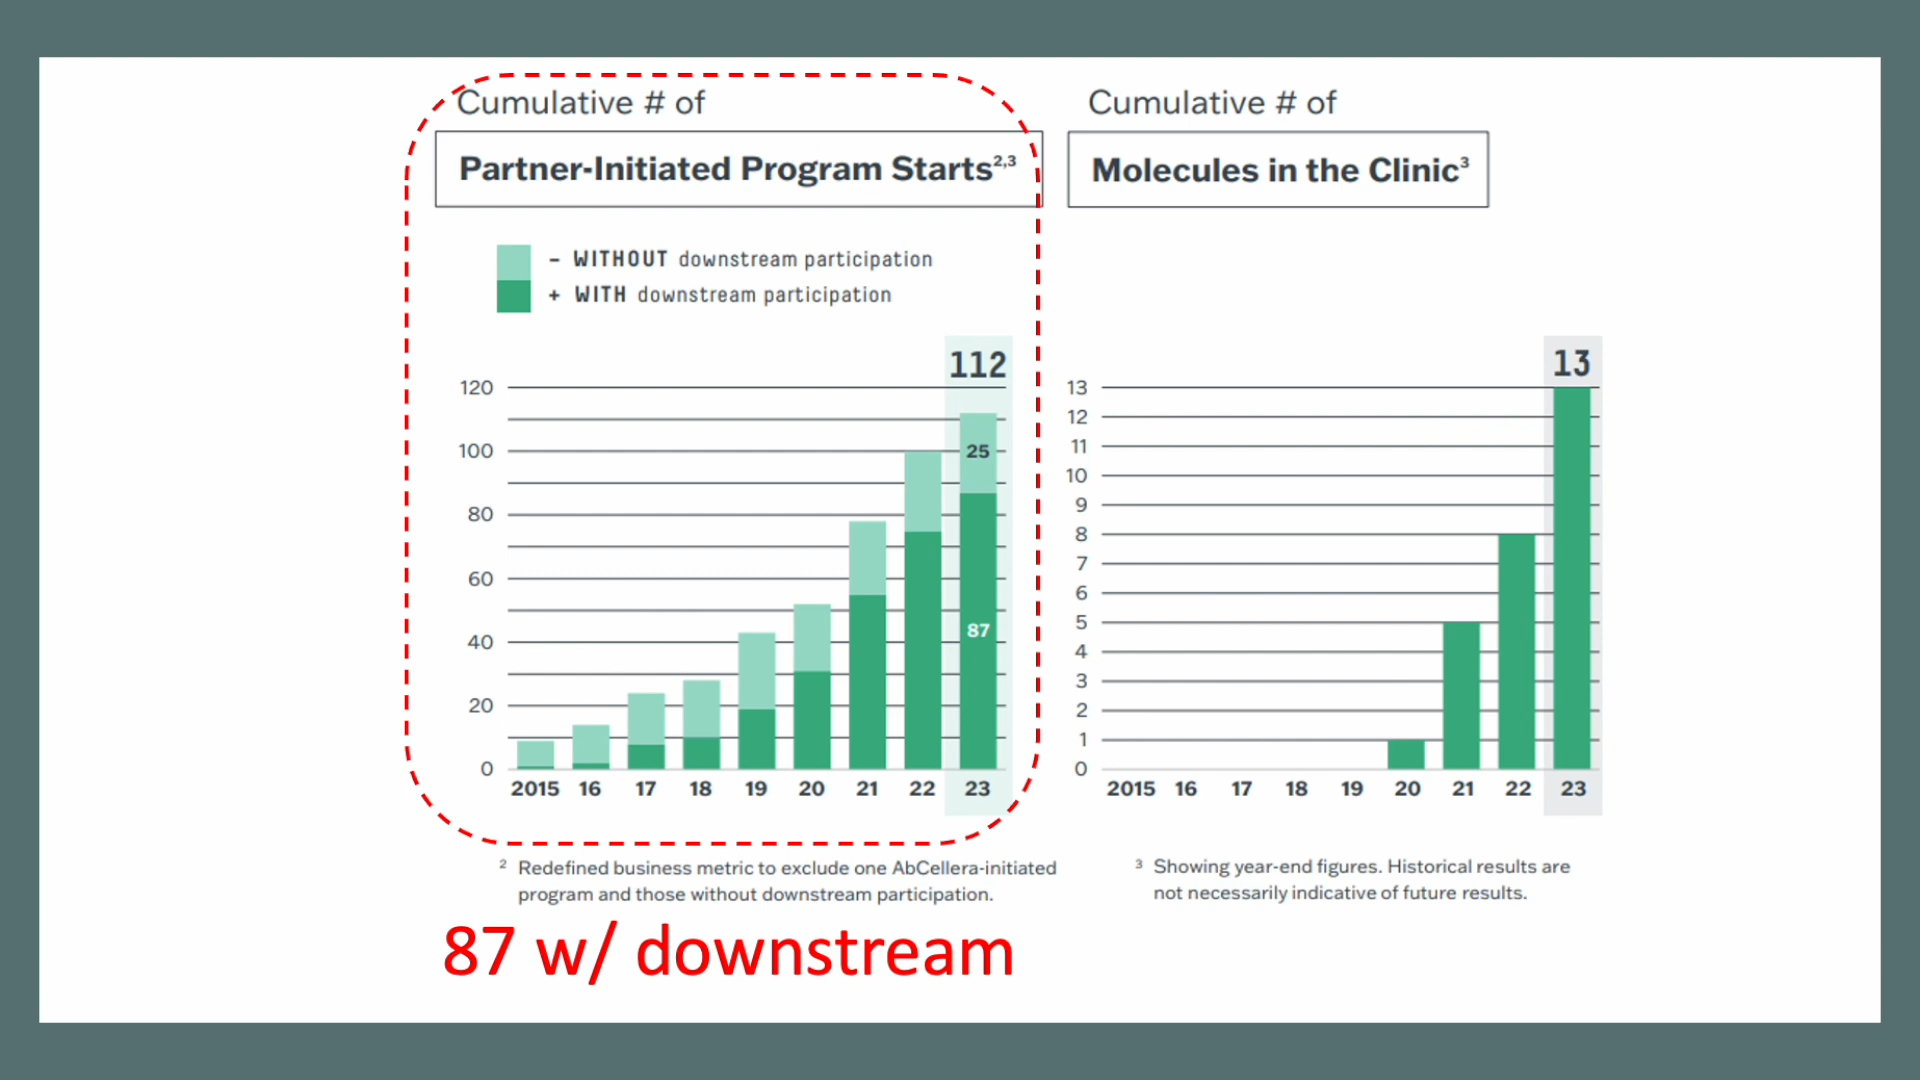 Cumulative # of
Partner-Initiated Program Starts2,3
– WITHOUT downstream participation
+ WITH downstream participation
112
120
100
80
60
40
20
0
25
87
2015 16 17 18 19 20 21 22 23
2 Redefined business metric to exclude one AbCellera-initiated
program and those without downstream participation.
87 w/ downstream
Cumulative # of
Molecules in the Clinic3
13
13
12
11
10
9
8
7
6
5
4
3
2
1
0
2015 16 17 18 19 20 21 22 23
3 Showing year-end figures. Historical results are
not necessarily indicative of future results.